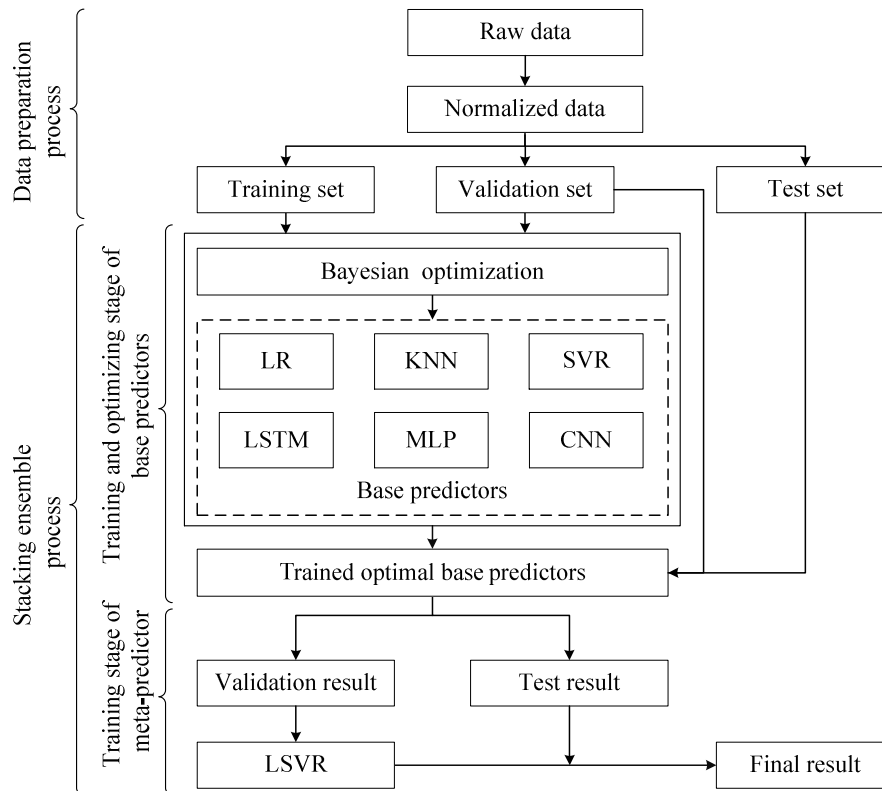 Raw data
Normalized data
Data preparation
process
Training set
Validation set
Test set
Stacking ensemble
process
Training and optimizing stage of
base predictors
Bayesian optimization
LR
KNN
SVR
LSTM
MLP
CNN
Base predictors
Trained optimal base predictors
Training stage of
meta-predictor
Validation result
Test result
LSVR
Final result